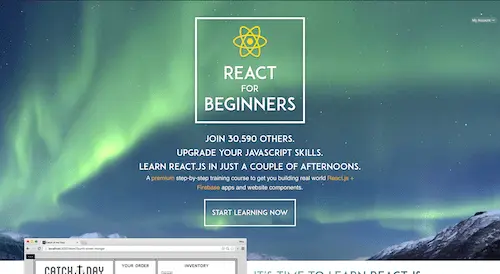 My Account
REACT
FOR
BEGINNERS
JOIN 30,590 OTHERS.
UPGRADE YOUR JAVASCRIPT SKILLS.
LEARN REACT.JS IN JUST A COUPLE OF AFTERNOONS.
A premium step-by-step training course to get you building real world React.js +
Firebase apps and website components.
START LEARNING NOW
YOUR ORDER
INVENTORY
IT'S TIME TO LEARN REACT.JS